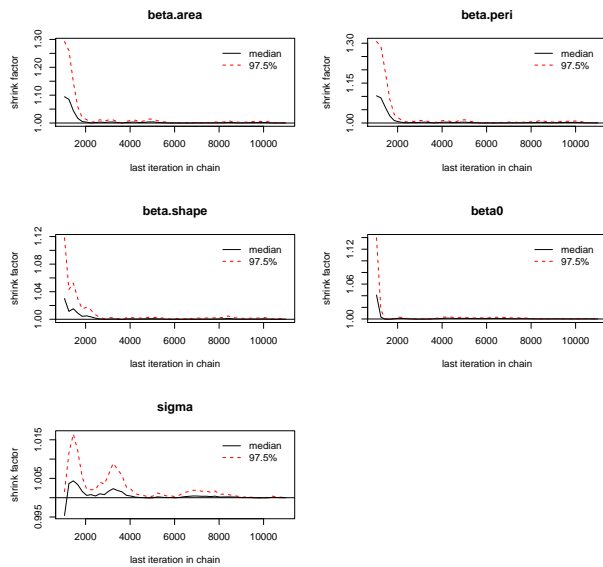 beta.area
beta.peri
shrink factor
1.00 1.10 1.20 1.30
median
97.5%
2000 4000 6000 8000 10000
last iteration in chain
shrink factor
1.00 1.15 1.30
median
97.5%
2000 4000 6000 8000 10000
last iteration in chain
beta.shape
beta0
shrink factor
1.00 1.04 1.08 1.12
median
97.5%
2000 4000 6000 8000 10000
last iteration in chain
shrink factor
1.00 1.06 1.12
median
97.5%
2000 4000 6000 8000 10000
last iteration in chain
sigma
shrink factor
0.995 1.005 1.015
median
97.5%
2000 4000 6000 8000 10000
last iteration in chain